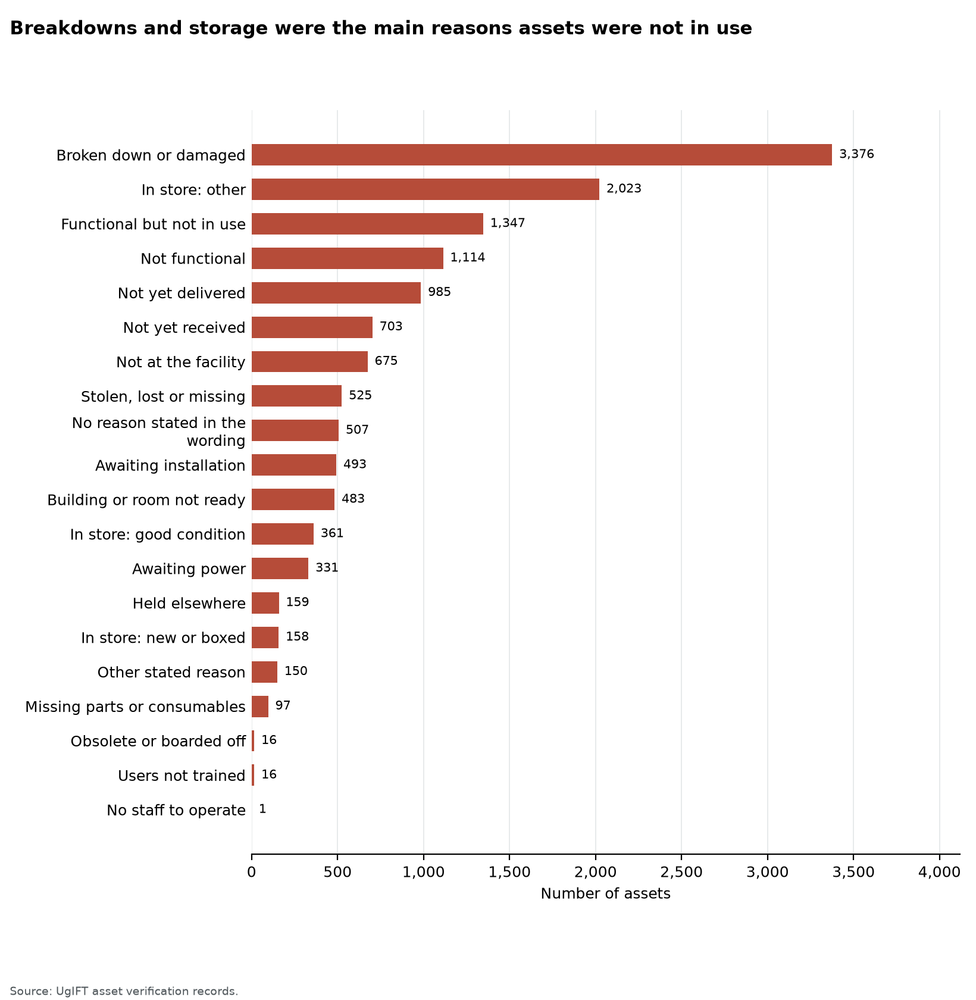 Breakdowns and storage were the main reasons assets were not in use
Broken down or damaged 3,376
In store: other 2,023
Functional but not in use 1,347
Not functional 1,114
Not yet delivered 985
Not yet received 703
Not at the facility 675
Stolen, lost or missing 525
No reason stated in the
wording 507
Awaiting installation 493
Building or room not ready 483
In store: good condition 361
Awaiting power 331
Held elsewhere 159
In store: new or boxed 158
Other stated reason 150
Missing parts or consumables 97
Obsolete or boarded off 16
Users not trained 16
No staff to operate 1
0 500 1,000 1,500 2,000 2,500 3,000 3,500 4,000
Number of assets
Source: UgIFT asset verification records.